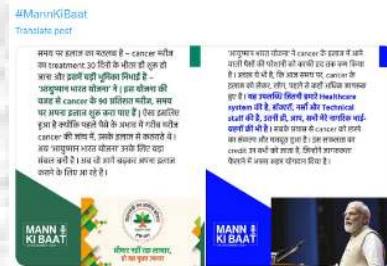 #MannKiBaat
Translate post
समय पर इलाज का मतलब है – cancer मरीज
का treatment 30 दिनों के भीतर ही शुरू हो
जाना और इसमें बड़ी भूमिका निभाई है –
'आयुष्मान भारत योजना' ने | इस योजना की
वजह से cancer के 90 प्रतिशत मरीज, समय
पर अपना इलाज शुरू करा पाए हैं | ऐसा इसलिए
हुआ है क्योंकि पहले पैसे के अभाव में गरीब मरीज
cancer की जांच में, उसके इलाज से कतराते थे |
अब 'आयुष्मान भारत योजना' उनके लिए बड़ा
संबल बनी है | अब वो आगे बढ़कर अपना इलाज
कराने के लिए आ रहे हैं |
MANN
KI BAAT
बीमार नहीं रहा लाचार,
हो रहा मुफ्त उपचार
'आयुष्मान भारत योजना' ने cancer के इलाज में आने
वाली पैसों की परेशानी को काफी हद तक कम किया
है | अच्छा ये भी है, कि आज समय पर, cancer के
इलाज को लेकर, लोग, पहले से कहीं अधिक जागरूक
हुए हैं | यह उपलब्धि जितनी हमारे Healthcare
system की है, डॉक्टरों, नर्सों और Technical
staff की है, उतनी ही, आप, सभी मेरे नागरिक भाई-
बहनों की भी है | सबके प्रयास से cancer को हराने
का संकल्प और मजबूत हुआ है | इस सफलता का
credit उन सभी को जाता है, जिन्होंने जागरूकता
फैलाने में अपना अहम योगदान दिया है |
MANN
KI BAAT